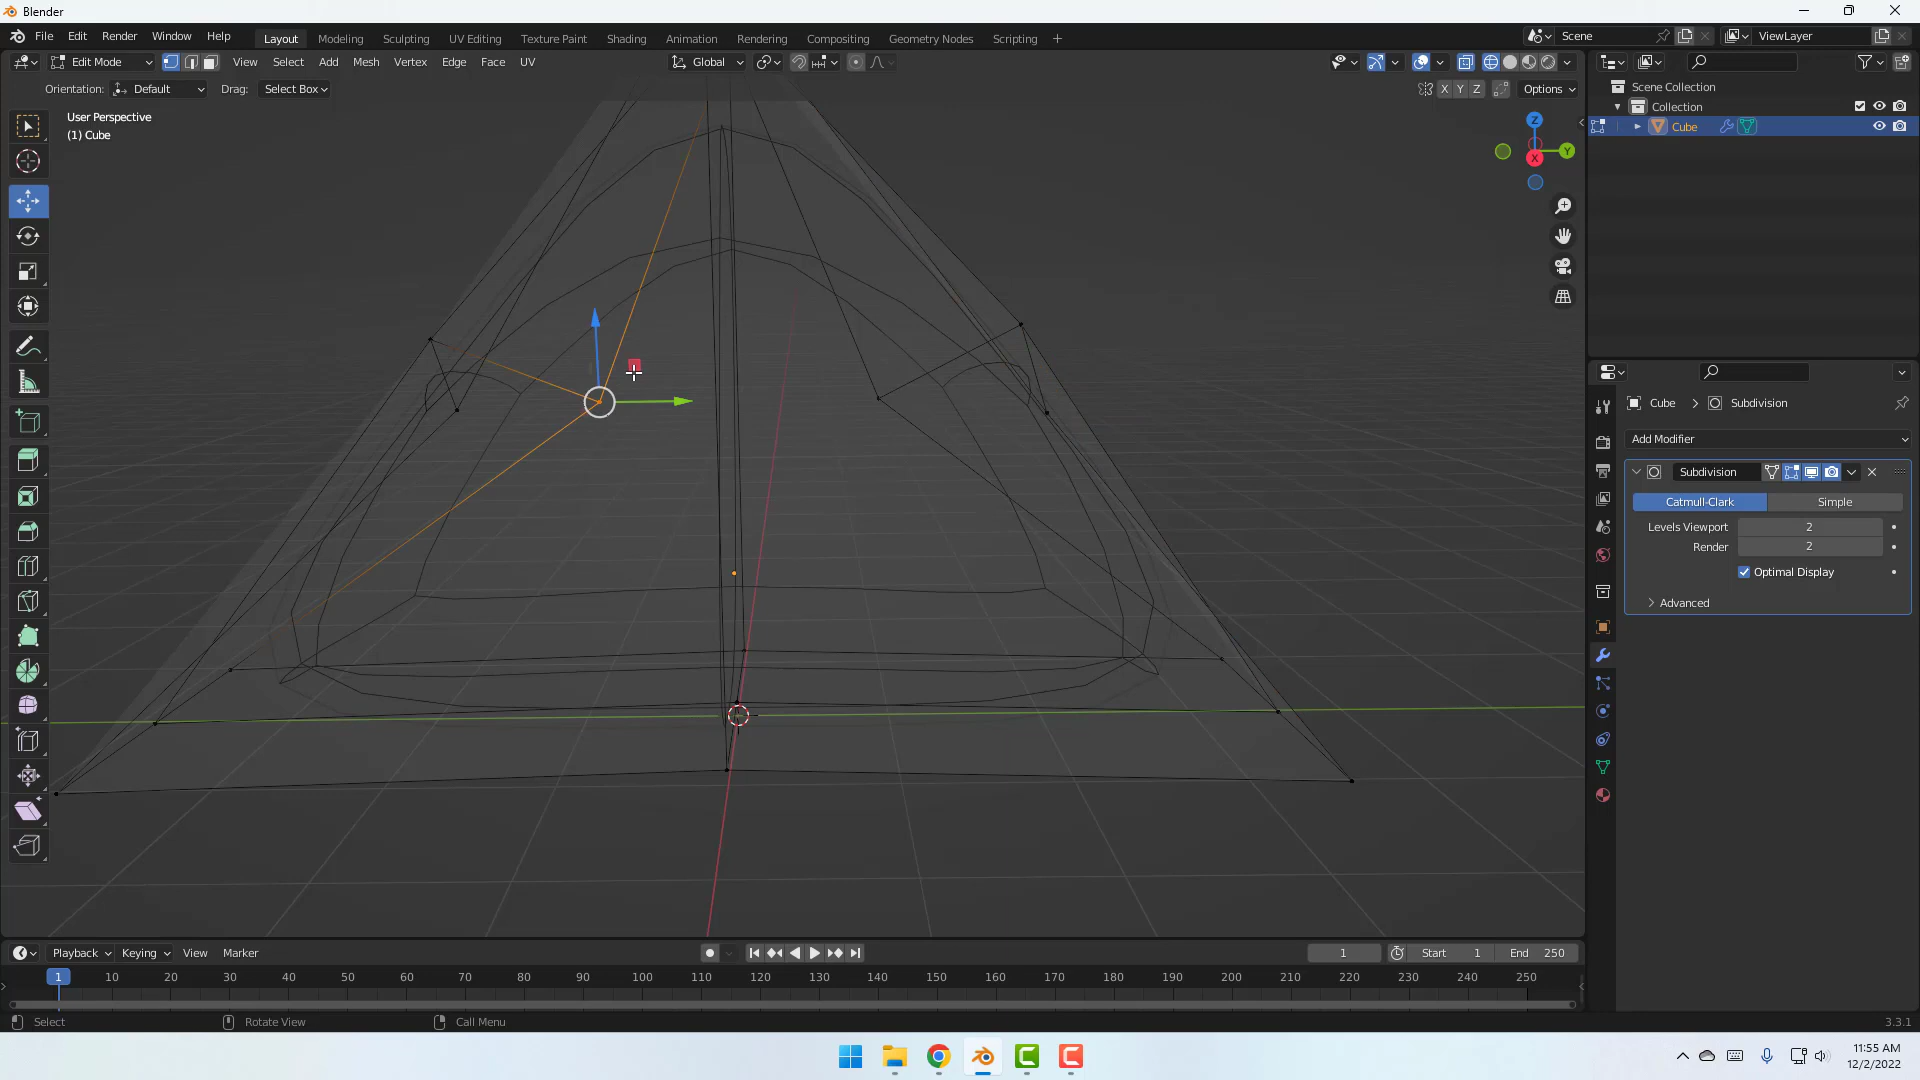 Blender
File Edit Render Window Help
Layout Modeling Sculpting UV Editing Texture Paint Shading Animation Rendering Compositing Geometry Nodes Scripting +
Scene
ViewLayer
Edit Mode View Select Add Mesh Vertex Edge Face UV
Global
Orientation: Default Drag: Select Box
X Y Z Options
User Perspective
(1) Cube
Z
Y
X
Scene Collection
Collection
Cube
Cube > Subdivision
Add Modifier
Subdivision
Catmull-Clark Simple
Levels Viewport 2
Render 2
Optimal Display
Advanced
Playback Keying View Marker
1
Start 1
End 250
1 10 20 30 40 50 60 70 80 90 100 110 120 130 140 150 160 170 180 190 200 210 220 230 240 250
Select
Rotate View
Call Menu
3.3.1
11:55 AM
12/2/2022